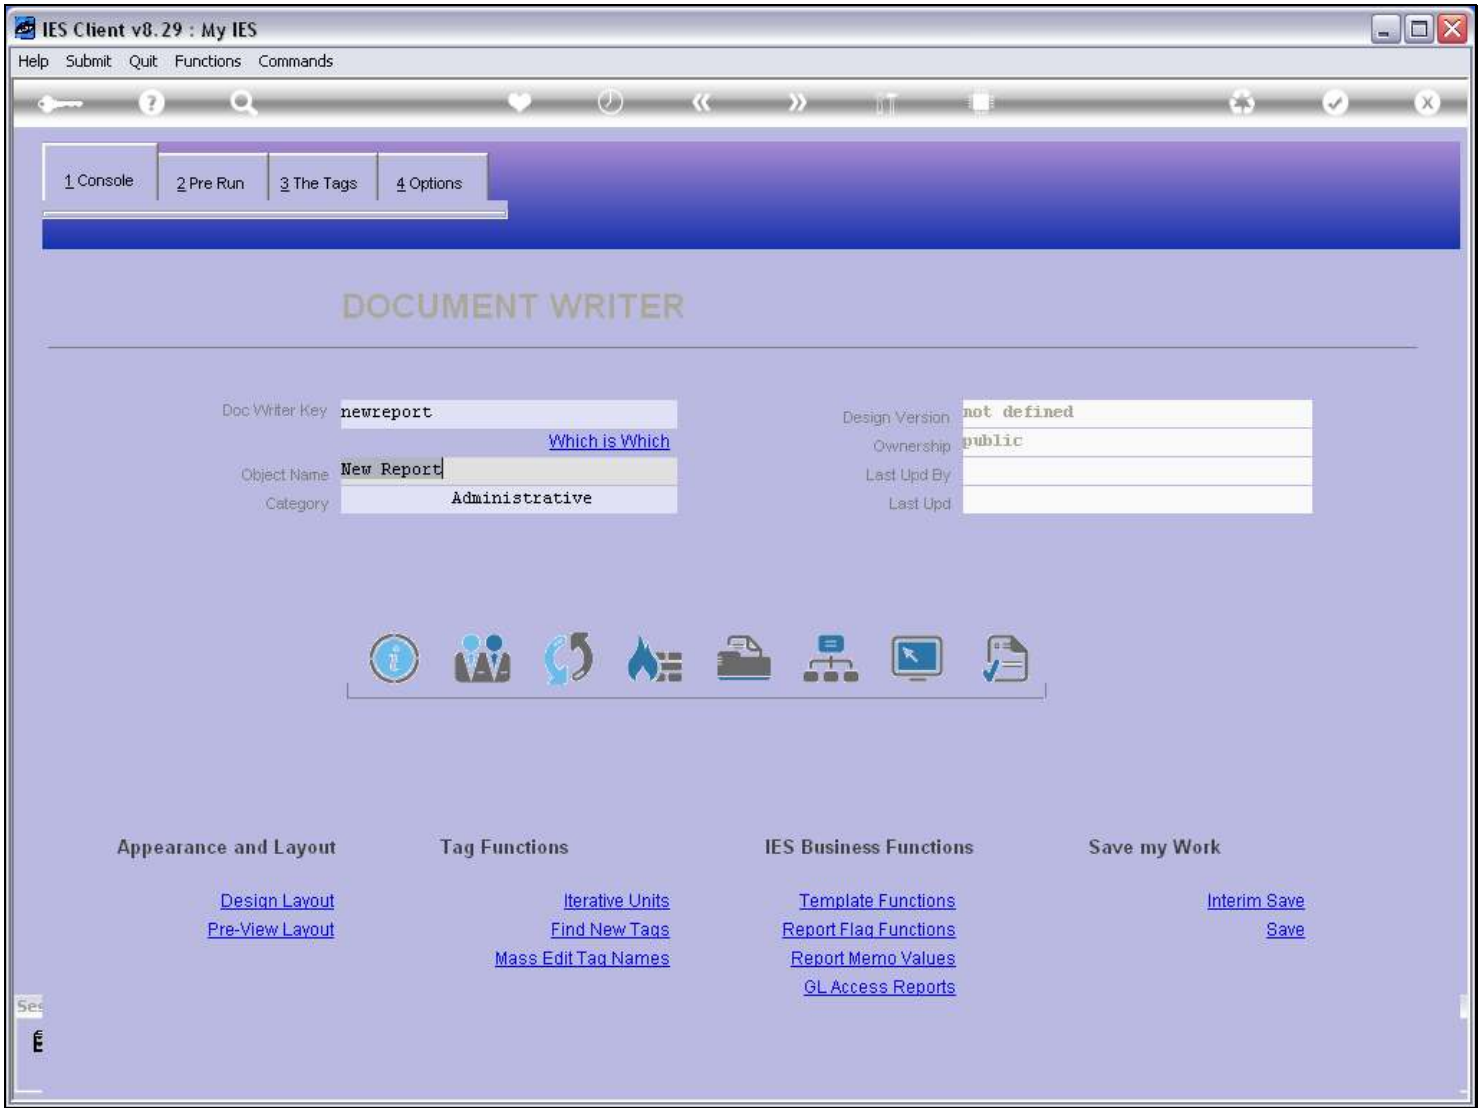 IES Client v8.29 : My IES
Help Submit Quit Functions Commands
1 Console 2 Pre Run 3 The Tags 4 Options
DOCUMENT WRITER
Doc Writer Key newreport
Which is Which
Object Name New Report
Category Administrative
Design Version not defined
Ownership public
Last Upd By
Last Upd
Appearance and Layout
Design Layout
Pre-View Layout
Tag Functions
Iterative Units
Find New Tags
Mass Edit Tag Names
IES Business Functions
Template Functions
Report Flag Functions
Report Memo Values
GL Access Reports
Save my Work
Interim Save
Save
Ses